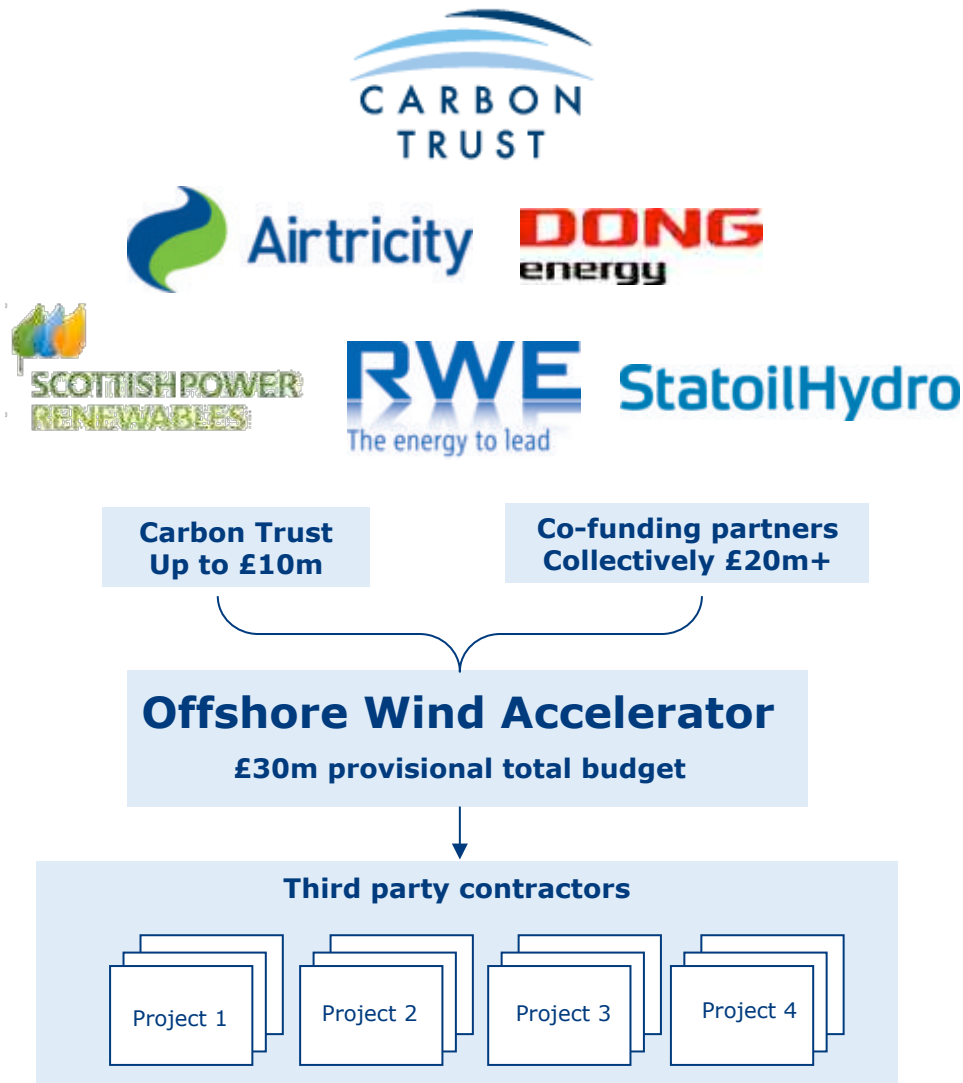 CARBON
TRUST
Airtricity
DONG
energy
SCOTTISHPOWER
RENEWABLES
RWE
The energy to lead
StatoilHydro
Carbon Trust
Up to £10m
Co-funding partners
Collectively £20m+
Offshore Wind Accelerator
£30m provisional total budget
Third party contractors
Project 1
Project 2
Project 3
Project 4